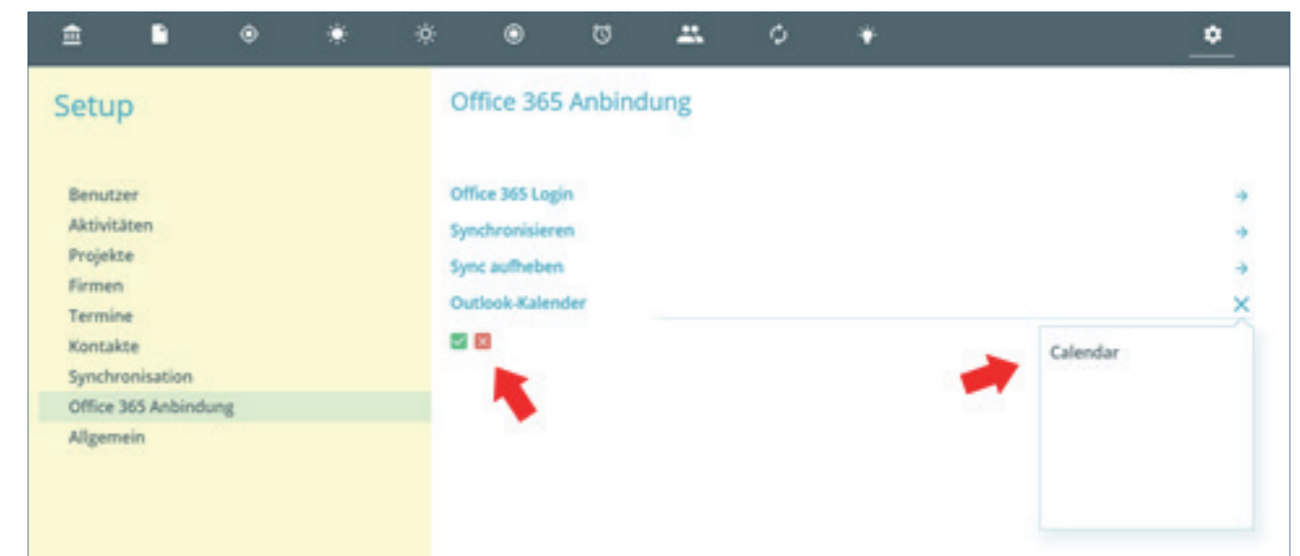 Setup
Benutzer
Aktivitäten
Projekte
Firmen
Termine
Kontakte
Synchronisation
Office 365 Anbindung
Allgemein
Office 365 Anbindung
Office 365 Login
Synchronisieren
Sync aufheben
Outlook-Kalender
Calendar